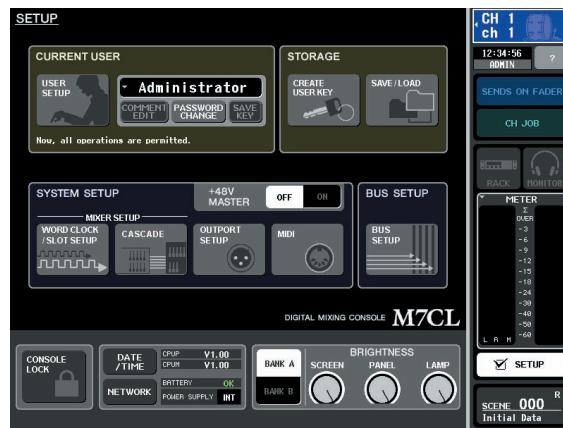 SETUP
CURRENT USER
USER SETUP
Administrator
COMMENT EDIT
PASSWORD CHANGE
SAVE KEY
Now, all operations are permitted.
STORAGE
CREATE USER KEY
SAVE/LOAD
SYSTEM SETUP
+48V MASTER
OFF
ON
MIXER SETUP
WORD CLOCK /SLOT SETUP
CASCADE
OUTPORT SETUP
MIDI
BUS SETUP
BUS SETUP
DIGITAL MIXING CONSOLE M7CL
CONSOLE LOCK
DATE /TIME
NETWORK
CPUP V1.00
CPUM V1.00
BATTERY OK
POWER SUPPLY INT
BANK A
BANK B
BRIGHTNESS
SCREEN
PANEL
LAMP
CH 1
ch 1
12:34:56
ADMIN
?
SENDS ON FADER
CH JOB
RACK
MONITOR
METER
Σ
OVER
-3
-6
-9
-12
-15
-18
-24
-30
-40
-50
-60
L R M
SETUP
R
SCENE 000
Initial Data